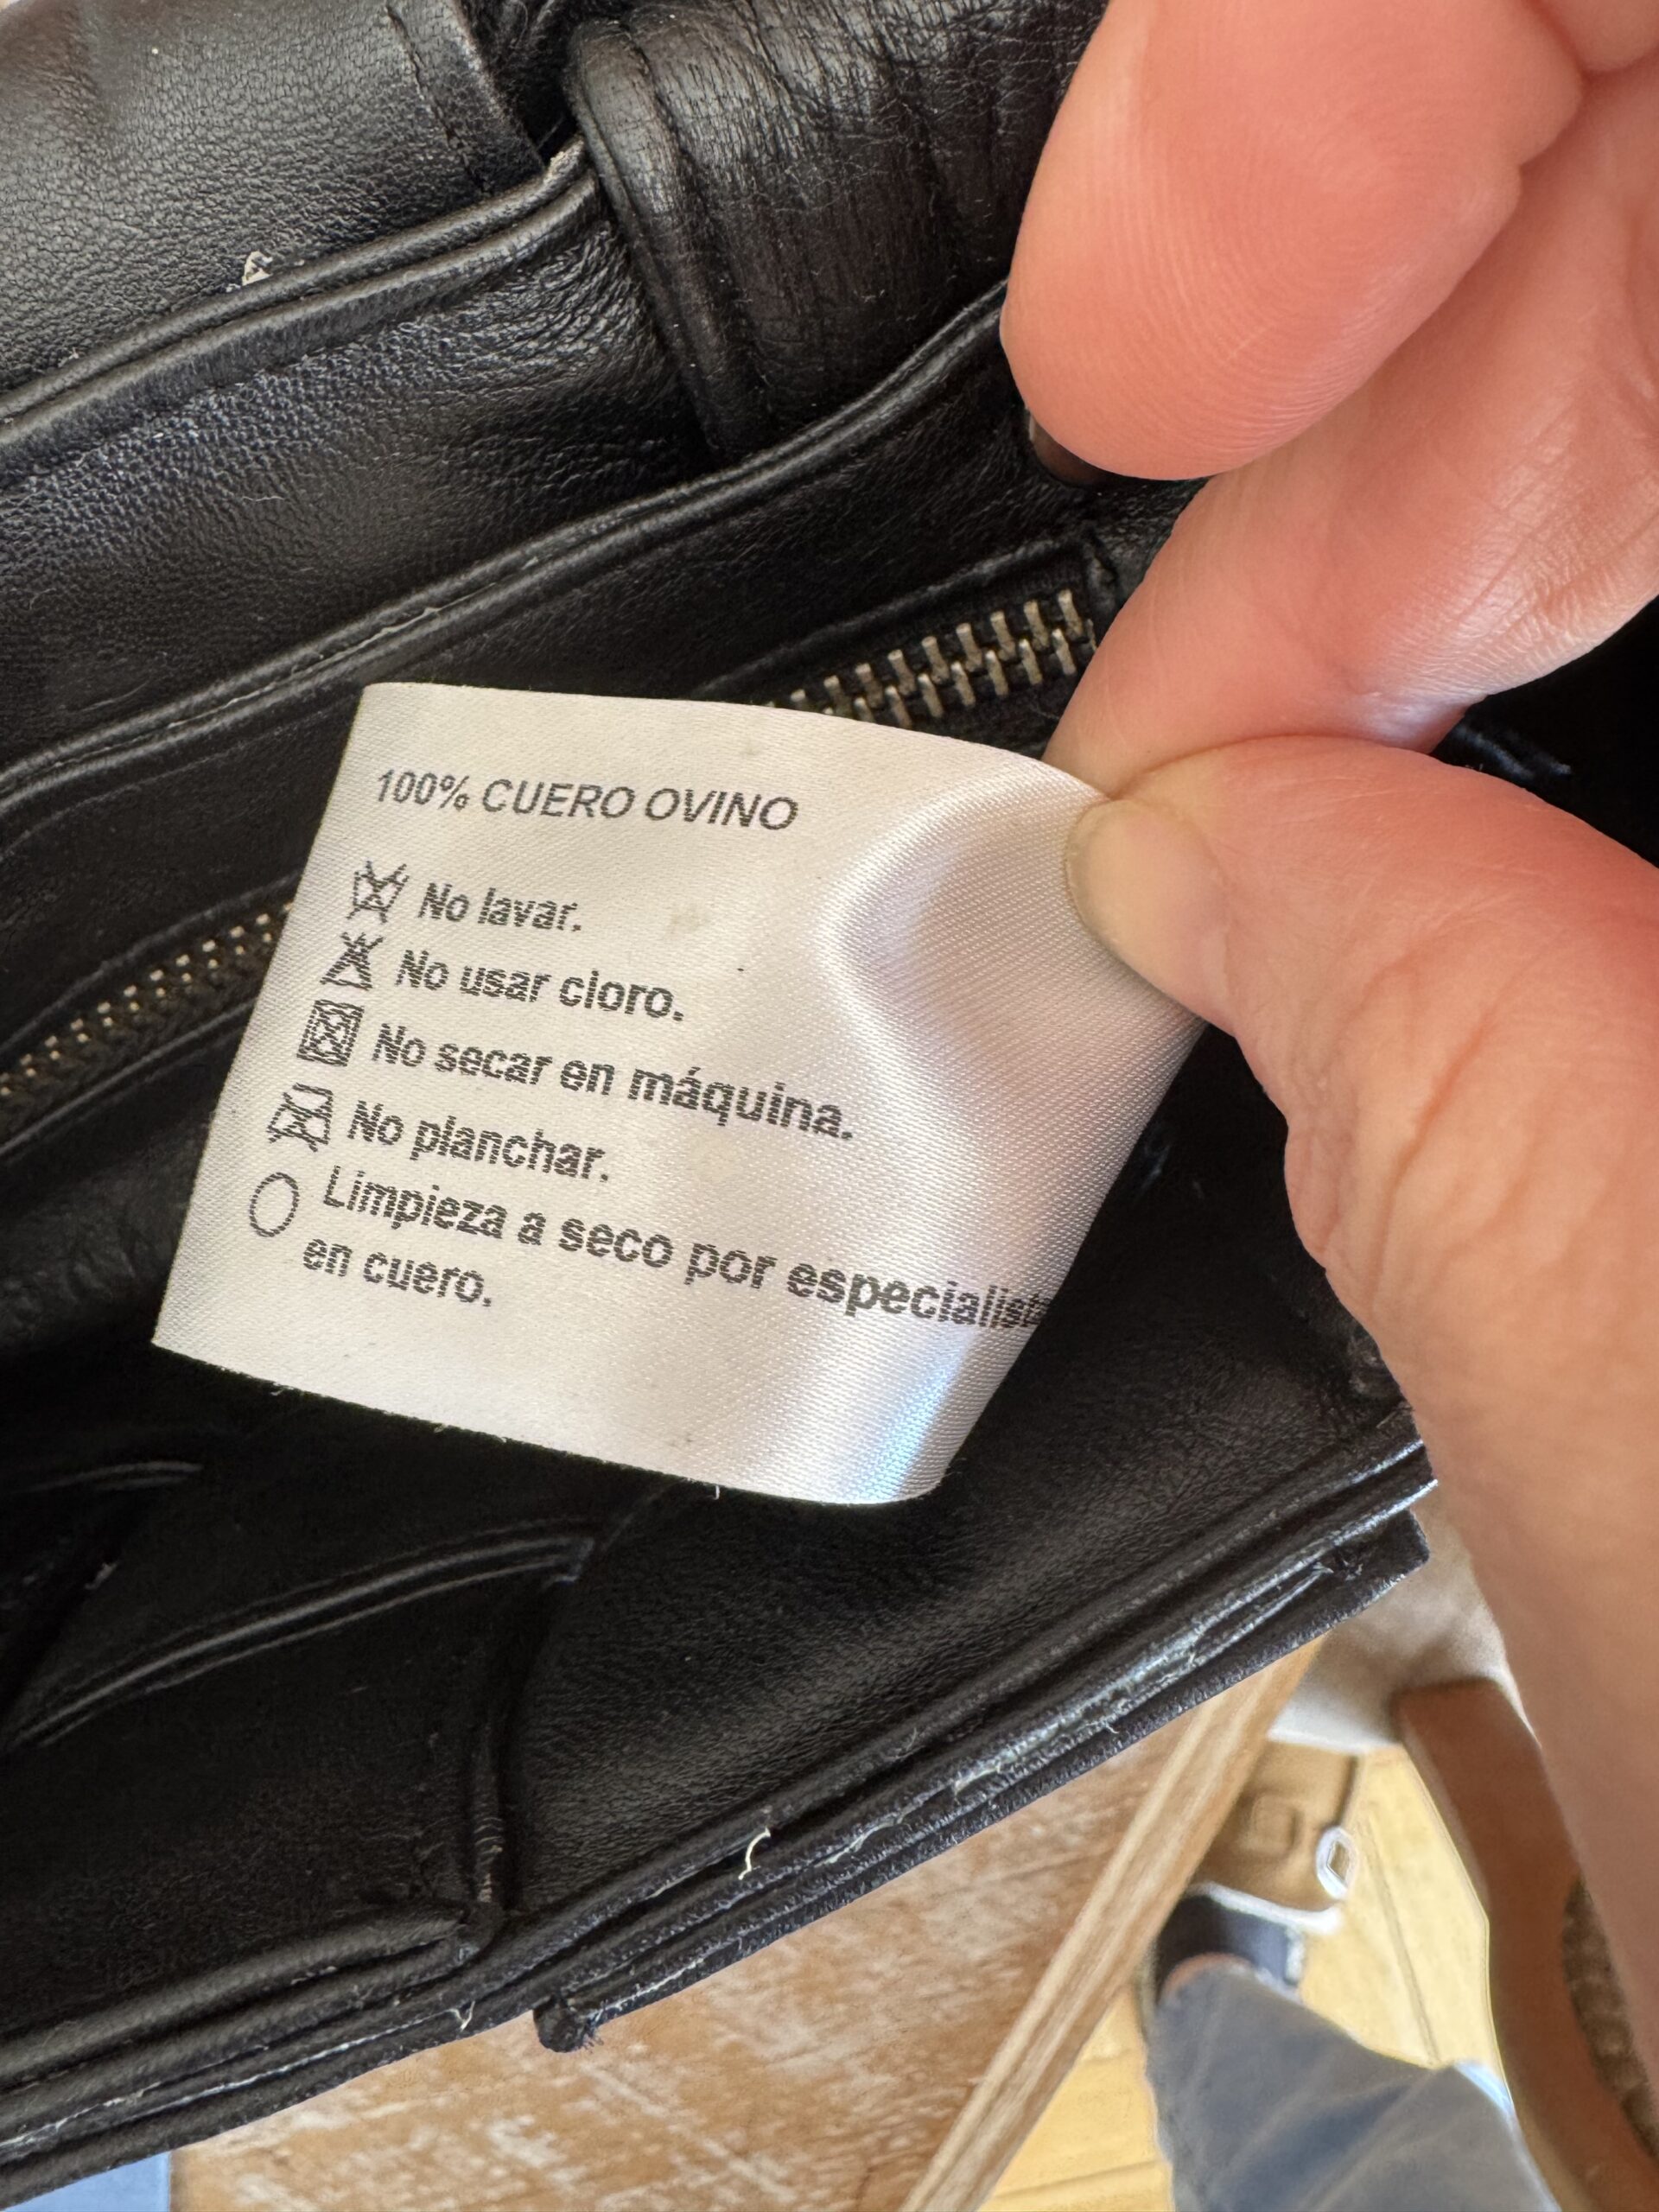 100% CUERO OVINO
No lavar.
No usar cloro.
No secar en máquina.
No planchar.
Limpieza a seco por
en cuero.